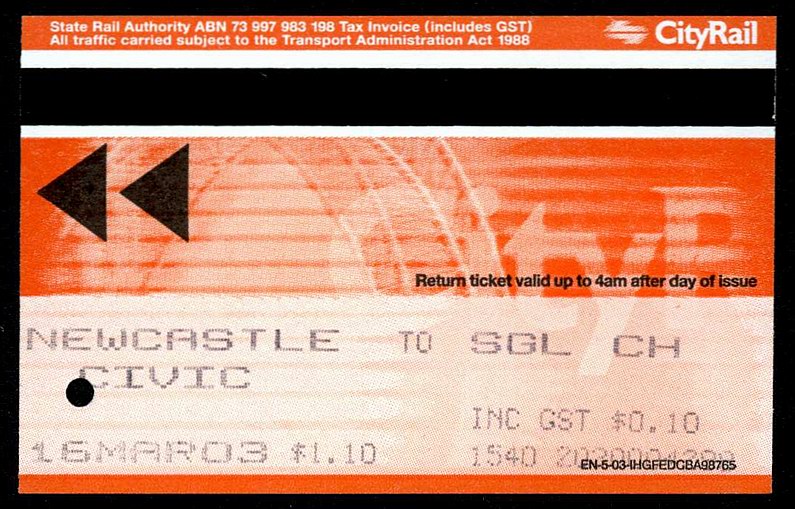 State Rail Authority ABN 73 997 983 198 Tax Invoice (includes GST)
All traffic carried subject to the Transport Administration Act 1988
CityRail
CityR
Return ticket valid up to 4am after day of issue
NEWCASTLE TO SGL CH
CIVIC
INC GST $0.10
16MAR03 $1.10
1540
EN-5-03-IHGFEDCBA98765